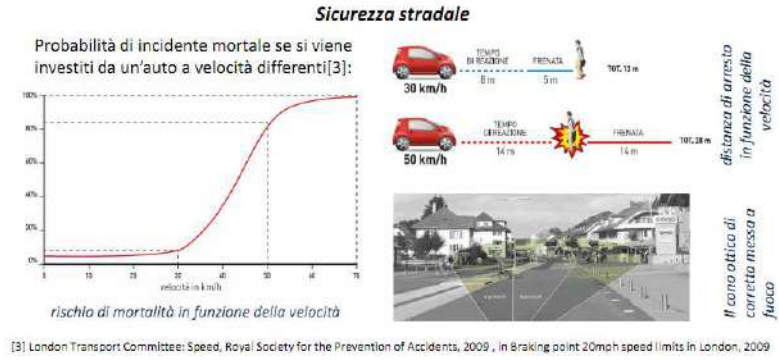 Sicurezza stradale
Probabilità di incidente mortale se si viene
investiti da un'auto a velocità differenti[3]:
100%
80%
60%
40%
20%
0%
0 10 20 30 40 50 60 70
velocità in km/h
rischio di mortalità in funzione della velocità
TEMPO
DI REAZIONE
FRENATA
8 m
5 m
TOT. 13 m
30 km/h
TEMPO
DI REAZIONE
FRENATA
14 m
14 m
TOT. 28 m
50 km/h
distanza di arresto
in funzione della
velocità
Il cono ottico di
corretta messa a
fuoco
[3] London Transport Committee: Speed, Royal Society for the Prevention of Accidents, 2009 , in Braking point 20mph speed limits in London, 2009